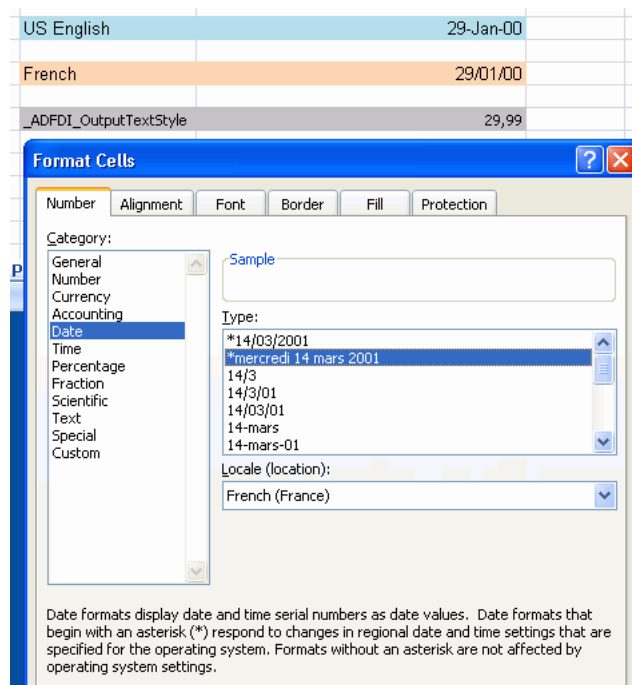 US English 29-Jan-00
French 29/01/00
_ADFDI_OutputTextStyle 29,99
Format Cells
Number Alignment Font Border Fill Protection
Category:
General
Number
Currency
Accounting
Date
Time
Percentage
Fraction
Scientific
Text
Special
Custom
Sample
Type:
*14/03/2001
*mercredi 14 mars 2001
14/3
14/3/01
14/03/01
14-mars
14-mars-01
Locale (location):
French (France)
Date formats display date and time serial numbers as date values. Date formats that
begin with an asterisk (*) respond to changes in regional date and time settings that are
specified for the operating system. Formats without an asterisk are not affected by
operating system settings.